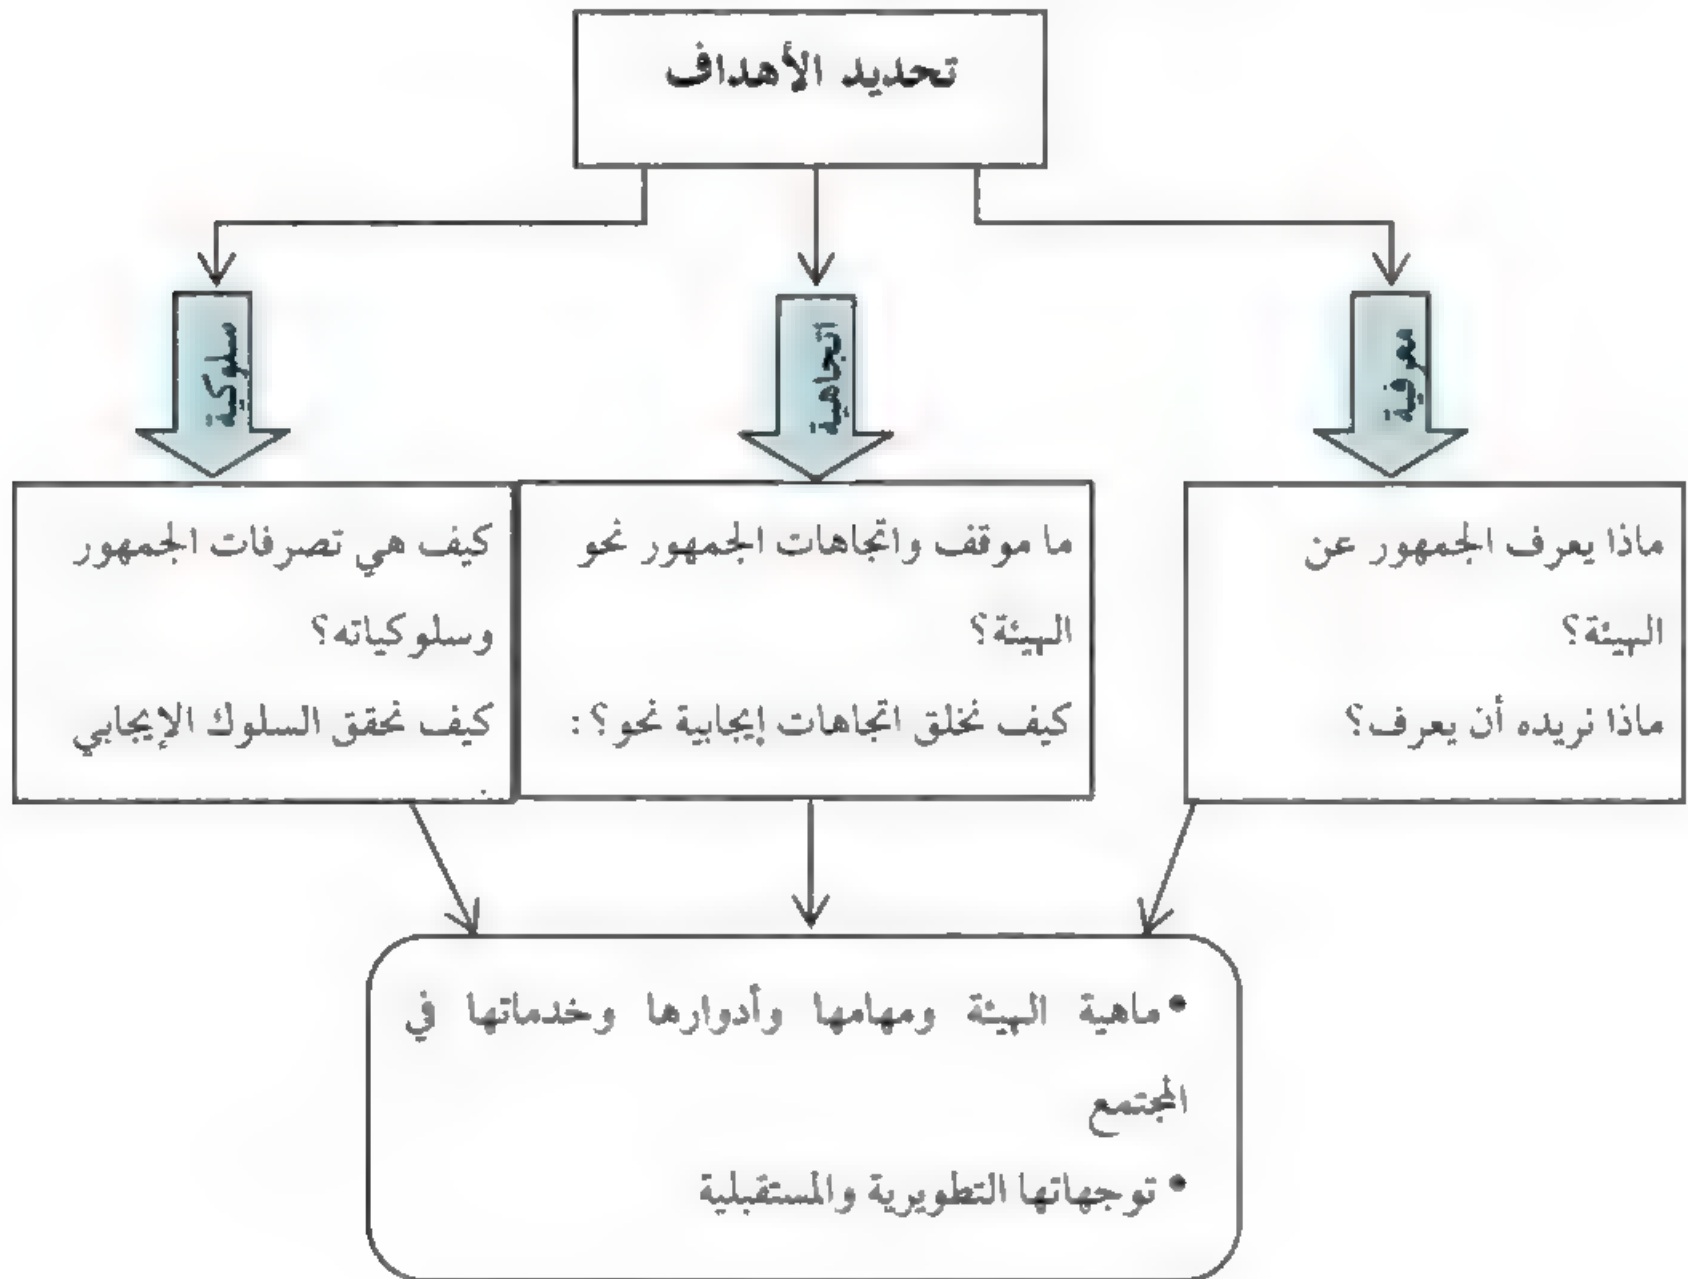 تحديد الأهداف
معرفية
اتجاهية
سلوكية
ماذا يعرف الجمهور عن
الهيئة؟
ماذا نريده أن يعرف؟
ما موقف واتجاهات الجمهور نحو
الهيئة؟
كيف نخلق اتجاهات إيجابية نحو؟:
كيف هي تصرفات الجمهور
وسلوكياته؟
كيف نحقق السلوك الإيجابي
• ماهية الهيئة ومهامها وأدوارها وخدماتها في
المجتمع
• توجهاتها التطويرية والمستقبلية